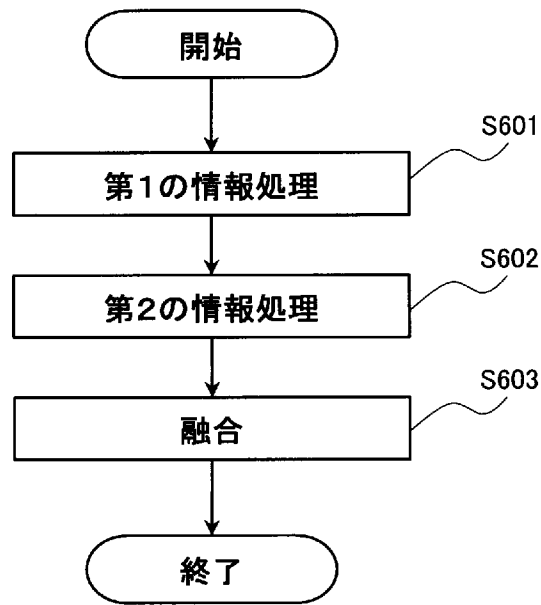 開始
S601
第1の情報処理
S602
第2の情報処理
S603
融合
終了